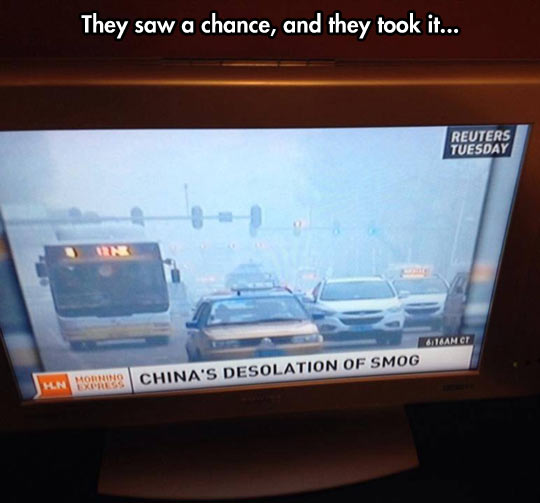 They saw a chance, and they took it...
REUTERS
TUESDAY
6:16AM CT
HLN
MORNING
EXPRESS
CHINA'S DESOLATION OF SMOG